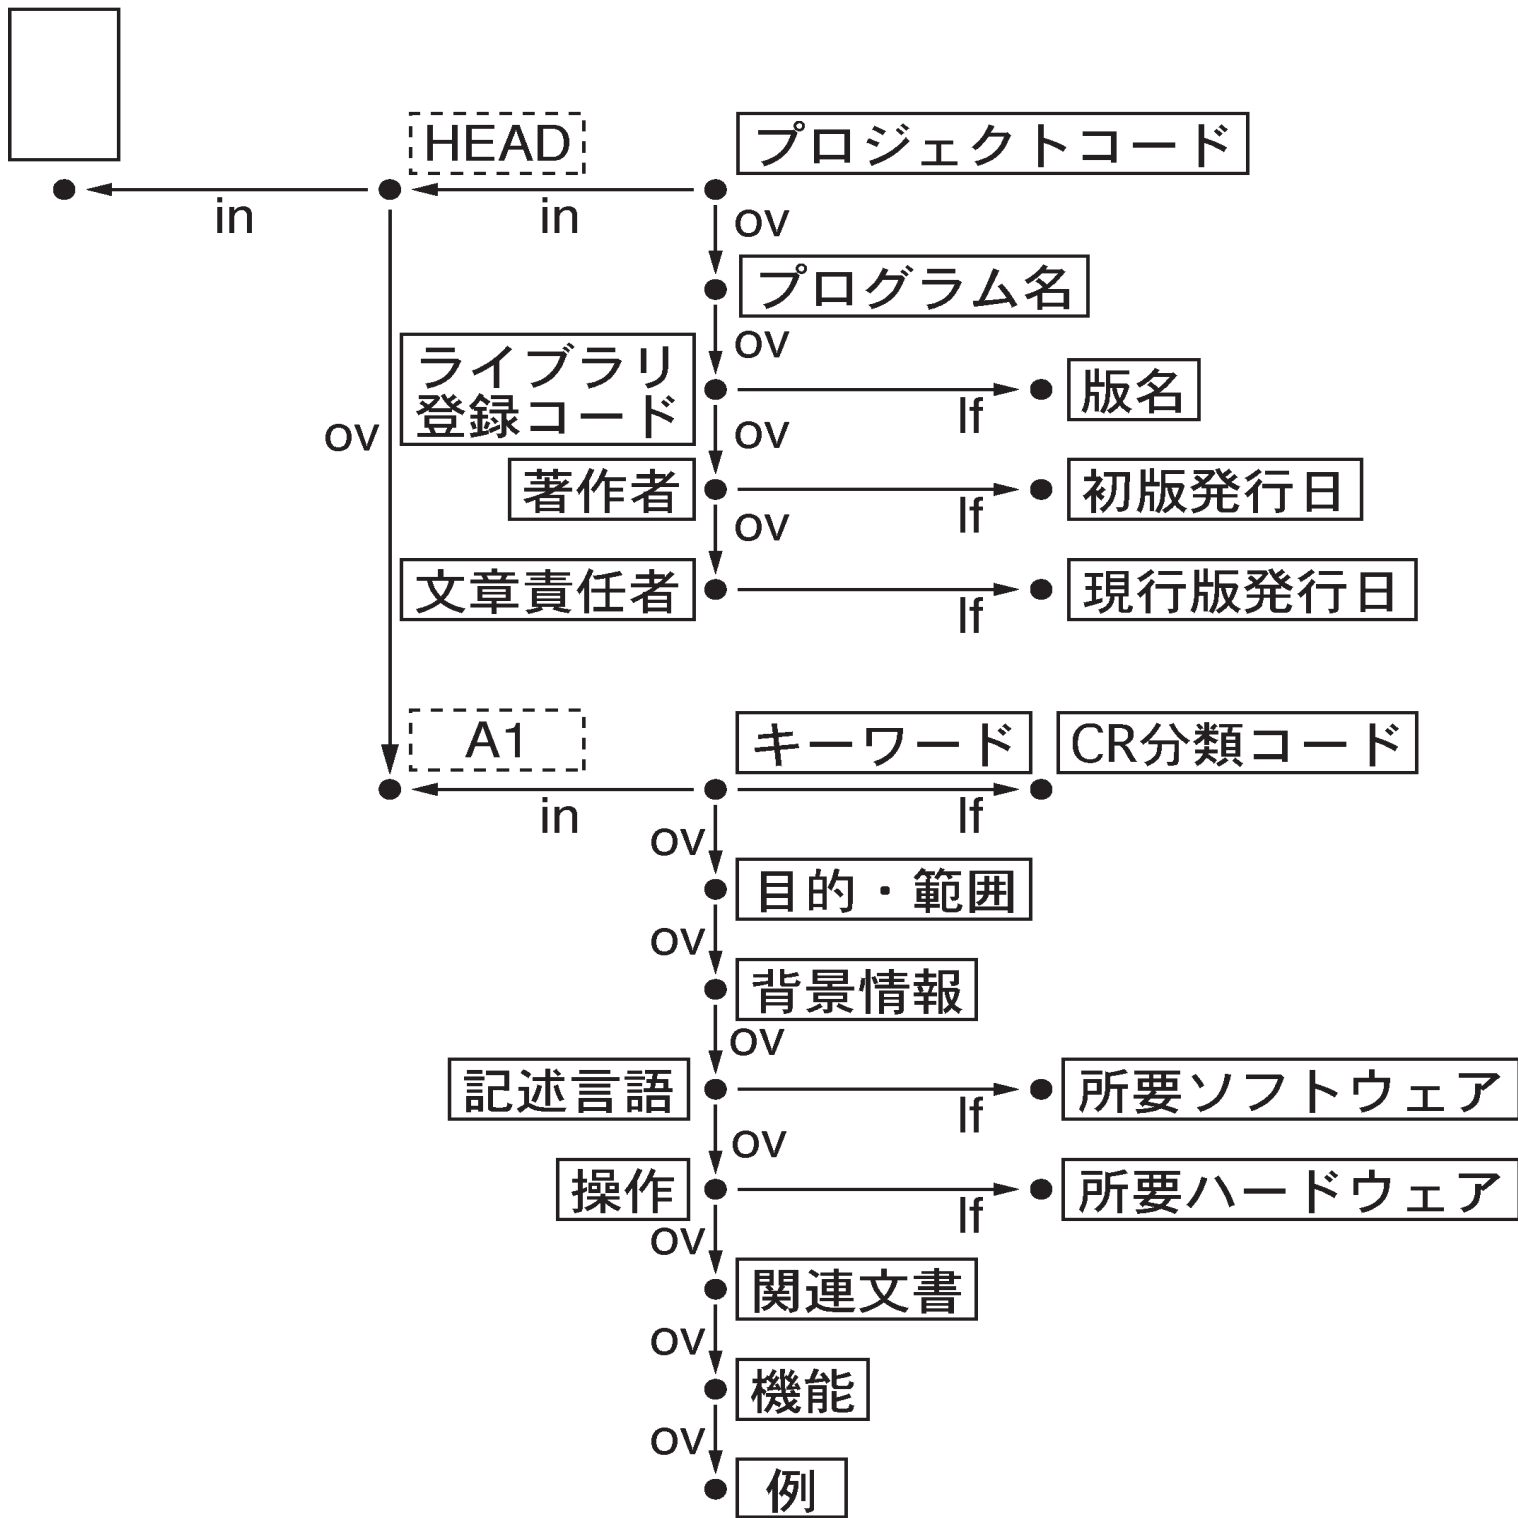 HEAD
プロジェクトコード
in
in
ov
プログラム名
ov
ライブラリ
登録コード
lf
版名
ov
ov
著作者
lf
初版発行日
ov
文章責任者
lf
現行版発行日
A1
キーワード
CR分類コード
in
lf
ov
目的・範囲
ov
背景情報
ov
記述言語
lf
所要ソフトウェア
ov
操作
lf
所要ハードウェア
ov
関連文書
ov
機能
ov
例